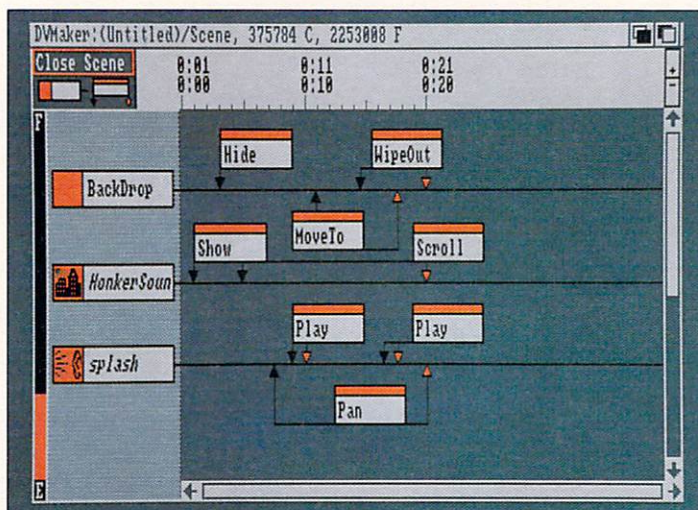 DVMaker:(Untitled)/Scene, 375784 C, 2253008 F
Close Scene
0:01 0:11 0:21
0:00 0:10 0:20
+
-
F
Hide WipeOut
BackDrop
MoveTo
Show Scroll
HonkerSoun
Play Play
splash
Pan
E